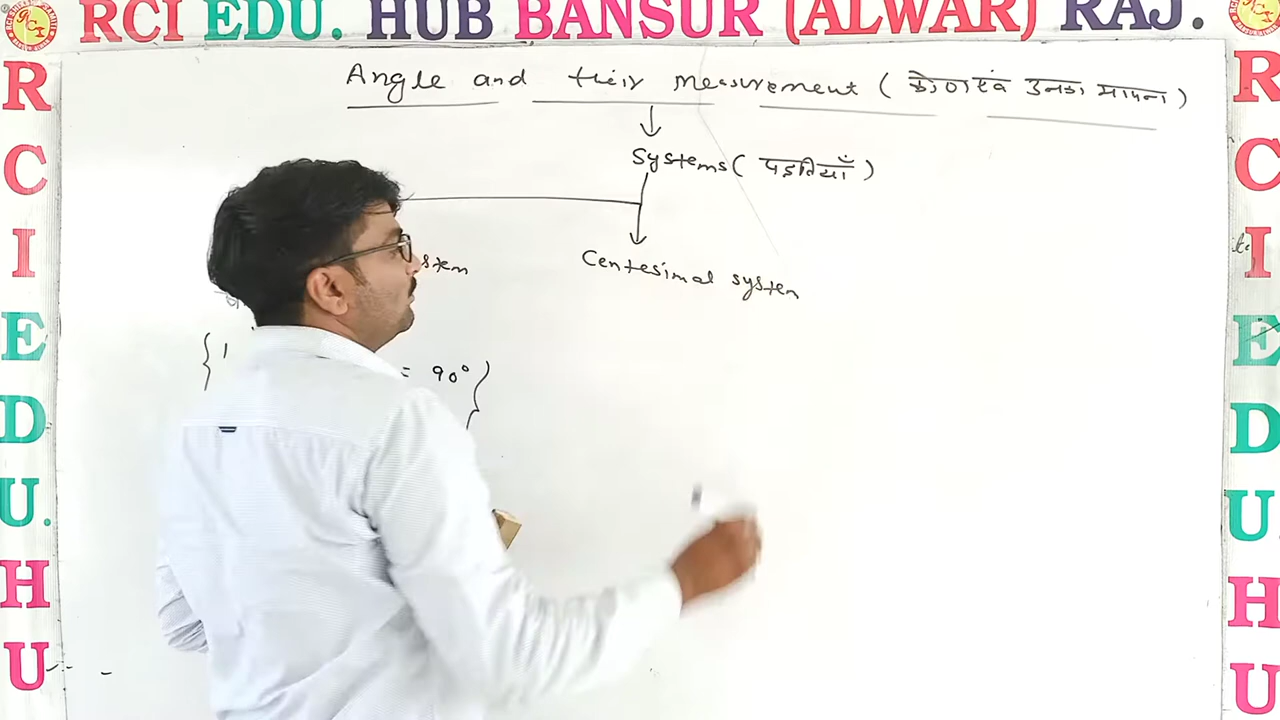 RCI EDU. HUB BANSUR (ALWAR) RAJ.
Angle and their measurement (कोण एवं उनका मापन)
Systems (पद्धतियाँ)
stem
Centesimal system
{ 1 = 90° }
R
C
I
E
D
U.
H
U
R
C
I
E
D
U
H
U